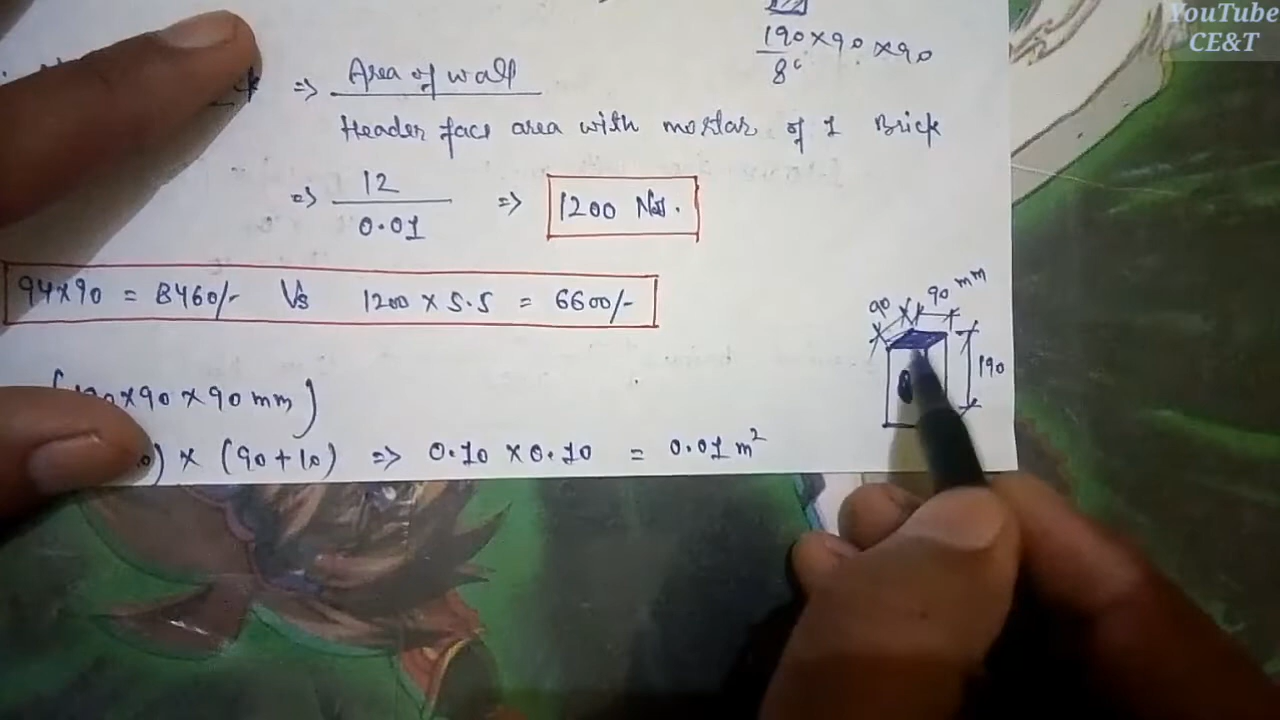 YouTube
CE&T
190×90×90
8
=> Area of wall
Header face area with mortar of 1 Brick
=> 12
0.01
=> 1200 Nos.
94×90 = 8460/- Vs 1200 × 5.5 = 6600/-
90 90 mm
190
×90×90 mm)
) × (90+10) => 0.10 × 0.10 = 0.01 m²